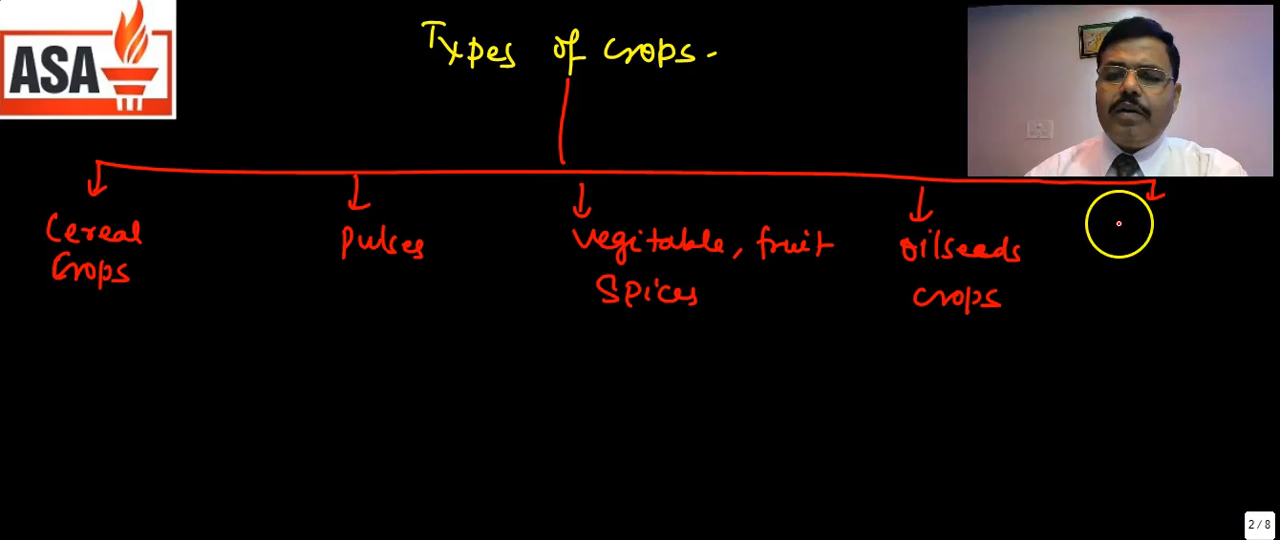 ASA
Types of crops.
Cereal
Crops
Pulses
Vegitable, fruit
Spices
Oilseeds
crops
2 / 8